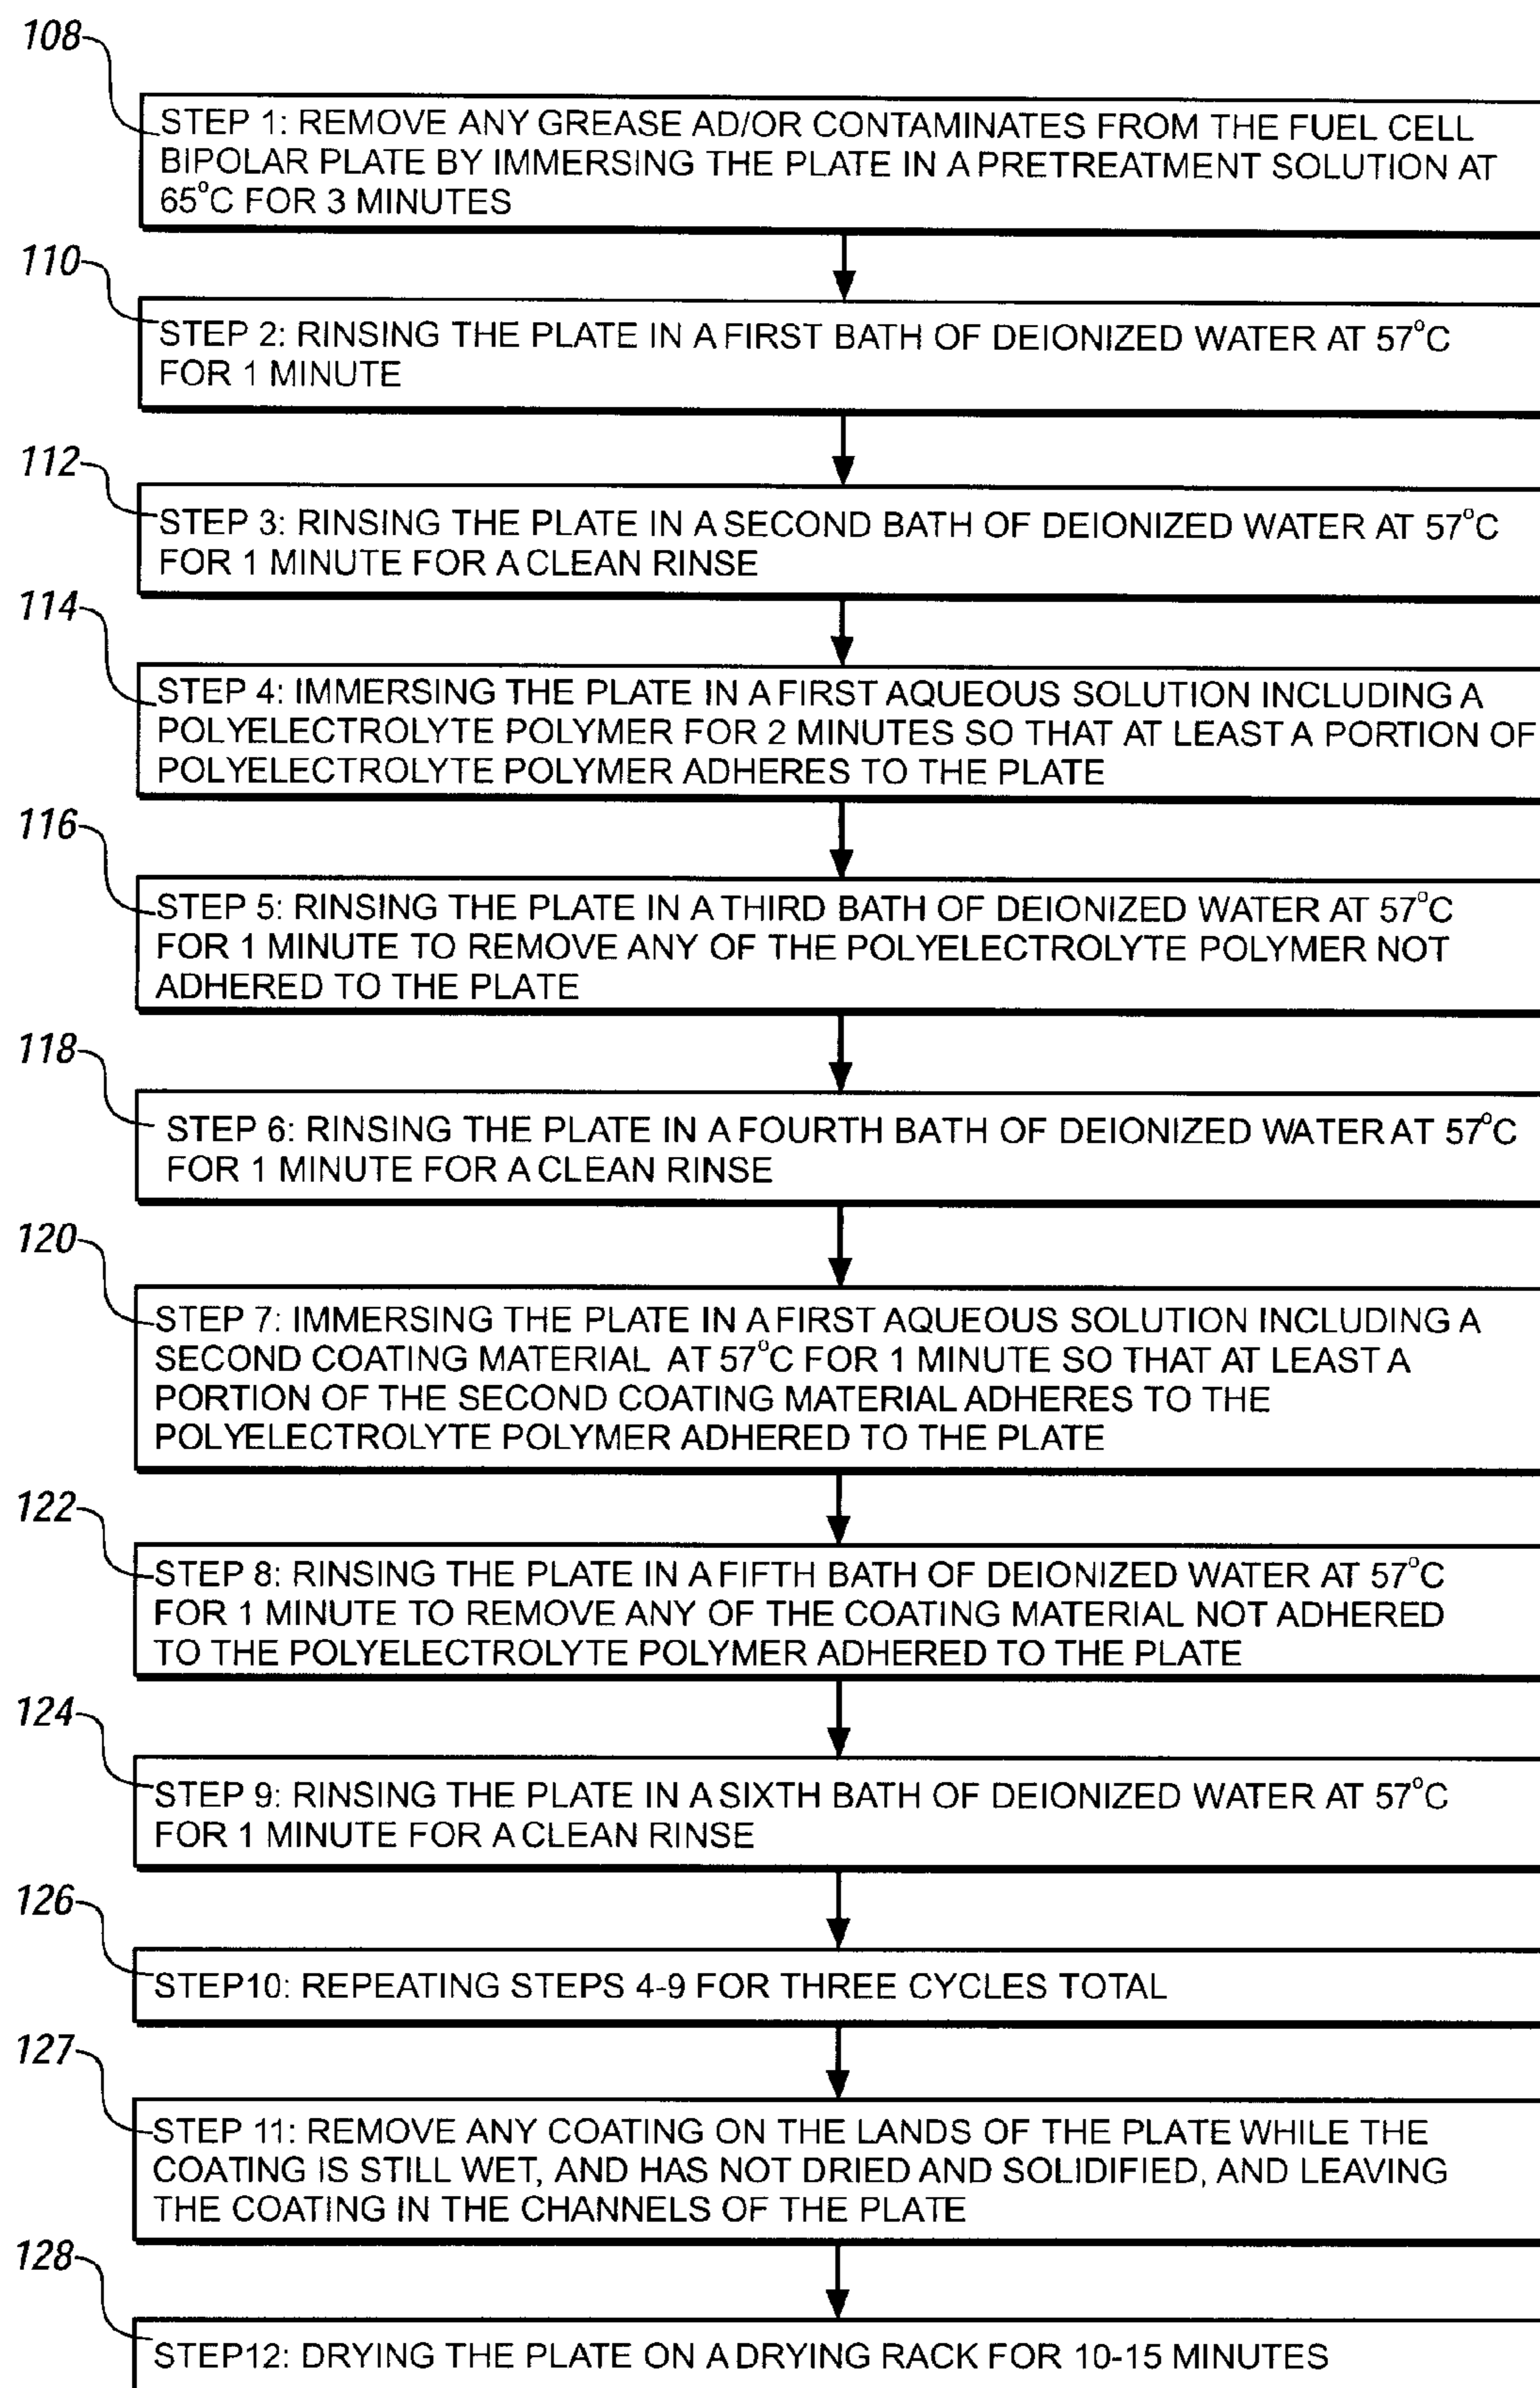 108
STEP 1: REMOVE ANY GREASE AD/OR CONTAMINATES FROM THE FUEL CELL
BIPOLAR PLATE BY IMMERSING THE PLATE IN A PRETREATMENT SOLUTION AT
65°C FOR 3 MINUTES
110
STEP 2: RINSING THE PLATE IN A FIRST BATH OF DEIONIZED WATER AT 57°C
FOR 1 MINUTE
112
STEP 3: RINSING THE PLATE IN A SECOND BATH OF DEIONIZED WATER AT 57°C
FOR 1 MINUTE FOR A CLEAN RINSE
114
STEP 4: IMMERSING THE PLATE IN A FIRST AQUEOUS SOLUTION INCLUDING A
POLYELECTROLYTE POLYMER FOR 2 MINUTES SO THAT AT LEAST A PORTION OF
POLYELECTROLYTE POLYMER ADHERES TO THE PLATE
116
STEP 5: RINSING THE PLATE IN A THIRD BATH OF DEIONIZED WATER AT 57°C
FOR 1 MINUTE TO REMOVE ANY OF THE POLYELECTROLYTE POLYMER NOT
ADHERED TO THE PLATE
118
STEP 6: RINSING THE PLATE IN A FOURTH BATH OF DEIONIZED WATER AT 57°C
FOR 1 MINUTE FOR A CLEAN RINSE
120
STEP 7: IMMERSING THE PLATE IN A FIRST AQUEOUS SOLUTION INCLUDING A
SECOND COATING MATERIAL AT 57°C FOR 1 MINUTE SO THAT AT LEAST A
PORTION OF THE SECOND COATING MATERIAL ADHERES TO THE
POLYELECTROLYTE POLYMER ADHERED TO THE PLATE
122
STEP 8: RINSING THE PLATE IN A FIFTH BATH OF DEIONIZED WATER AT 57°C
FOR 1 MINUTE TO REMOVE ANY OF THE COATING MATERIAL NOT ADHERED
TO THE POLYELECTROLYTE POLYMER ADHERED TO THE PLATE
124
STEP 9: RINSING THE PLATE IN A SIXTH BATH OF DEIONIZED WATER AT 57°C
FOR 1 MINUTE FOR A CLEAN RINSE
126
STEP10: REPEATING STEPS 4-9 FOR THREE CYCLES TOTAL
127
STEP 11: REMOVE ANY COATING ON THE LANDS OF THE PLATE WHILE THE
COATING IS STILL WET, AND HAS NOT DRIED AND SOLIDIFIED, AND LEAVING
THE COATING IN THE CHANNELS OF THE PLATE
128
STEP12: DRYING THE PLATE ON A DRYING RACK FOR 10-15 MINUTES